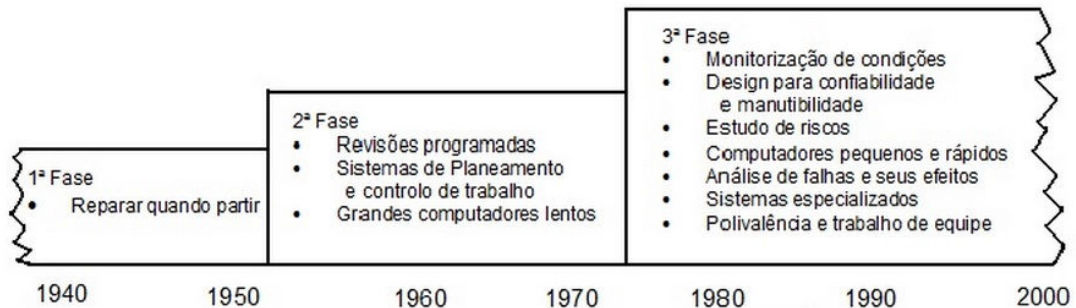 1ª Fase
• Reparar quando partir
2ª Fase
• Revisões programadas
• Sistemas de Planeamento
e controlo de trabalho
• Grandes computadores lentos
3ª Fase
• Monitorização de condições
• Design para confiabilidade
e manutibilidade
• Estudo de riscos
• Computadores pequenos e rápidos
• Análise de falhas e seus efeitos
• Sistemas especializados
• Polivalência e trabalho de equipe
1940 1950 1960 1970 1980 1990 2000